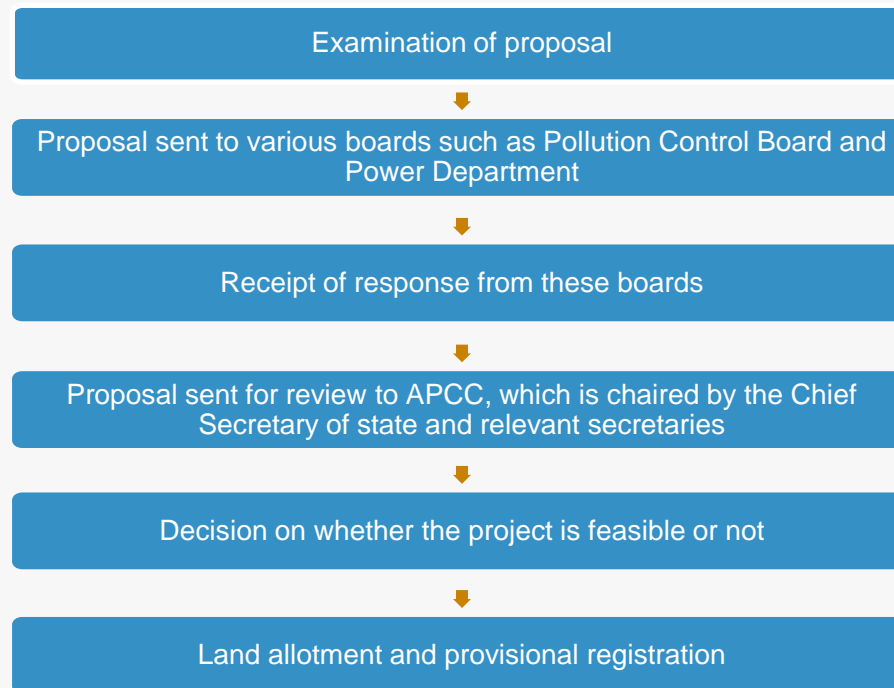 Examination of proposal
Proposal sent to various boards such as Pollution Control Board and
Power Department
Receipt of response from these boards
Proposal sent for review to APCC, which is chaired by the Chief
Secretary of state and relevant secretaries
Decision on whether the project is feasible or not
Land allotment and provisional registration